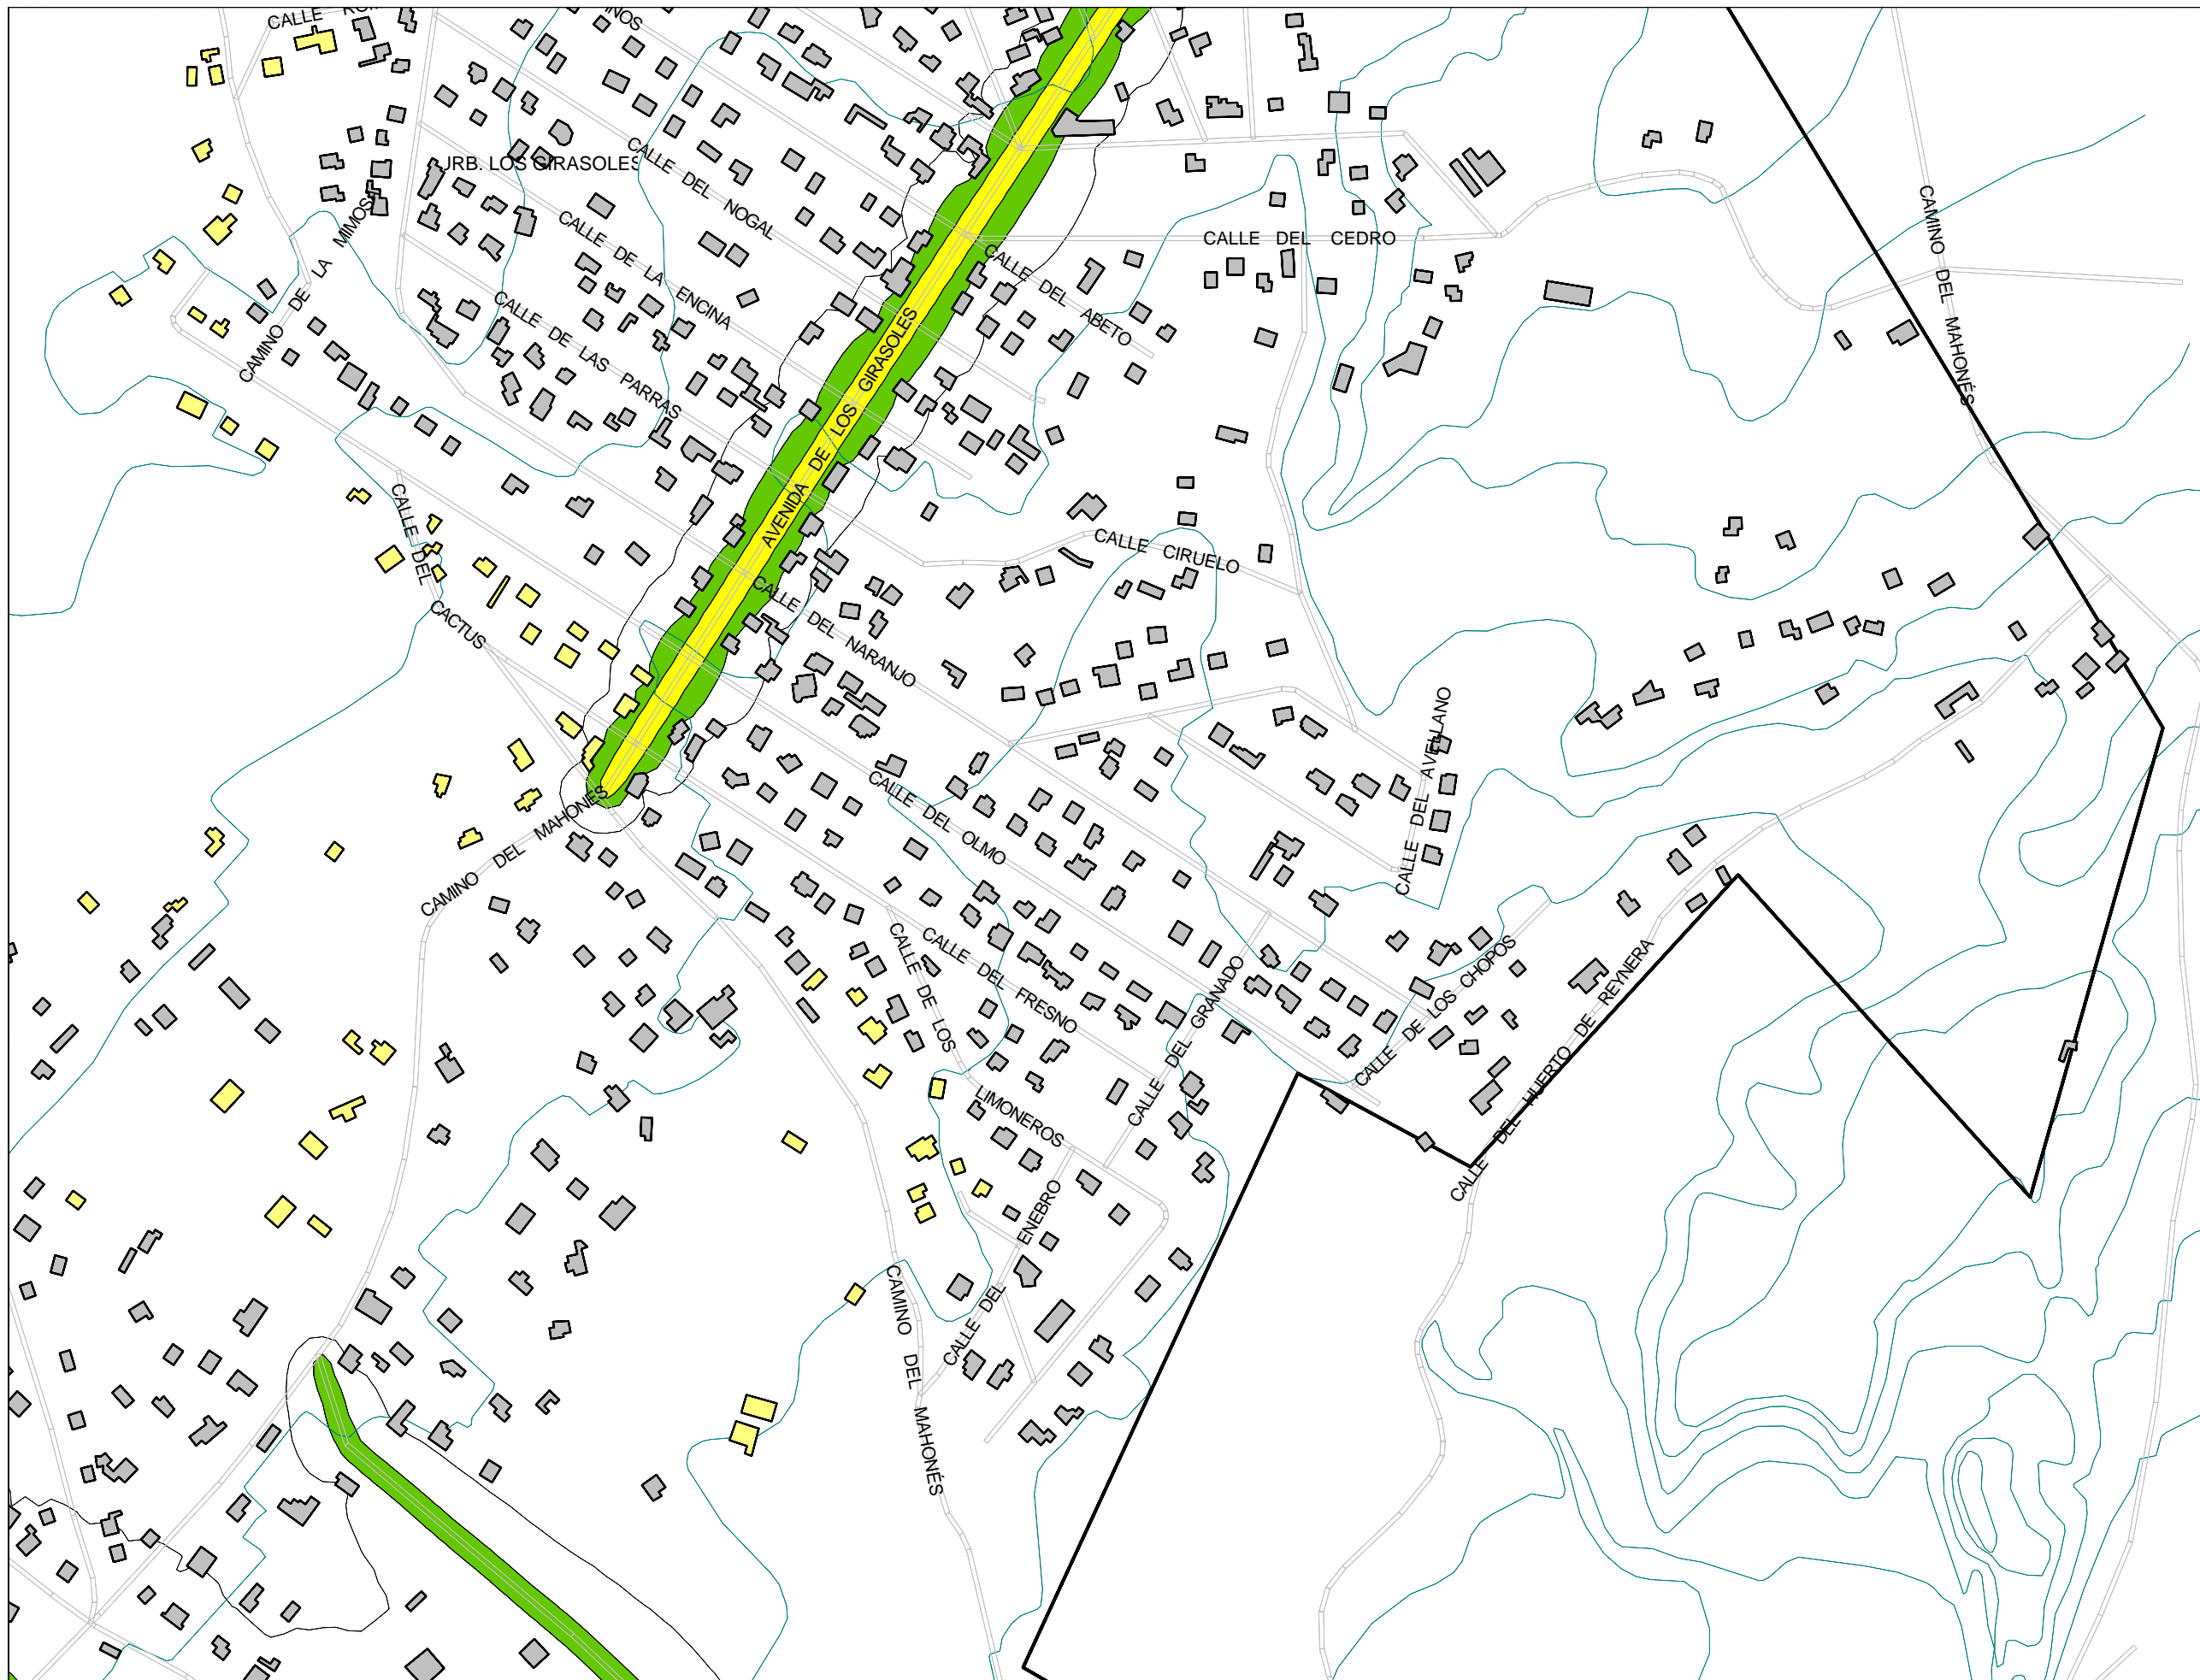 CALLE
JRB. LOS GIRASOLES
CALLE DEL NOGAL
CAMINO DE LA MIMOSA
CALLE DE LA ENCINA
CALLE DEL CEDRO
CALLE DEL ABETO
CAMINO DEL MAHONÉS
CALLE DE LAS PARRAS
AVENIDA DE LOS GIRASOLES
CALLE DEL CACTUS
CALLE CIRUELO
CALLE DEL NARANJO
CALLE DEL AVELLANO
CAMINO DEL MAHONES
CALLE DEL OLMO
CALLE DE LOS LIMONEROS
CALLE DEL FRESNO
CALLE DEL GRANADO
CALLE DE LOS CHOPOS
CALLE DEL HUERTO DE REYNERA
CALLE DEL ENEBRO
CAMINO DEL MAHONÉS